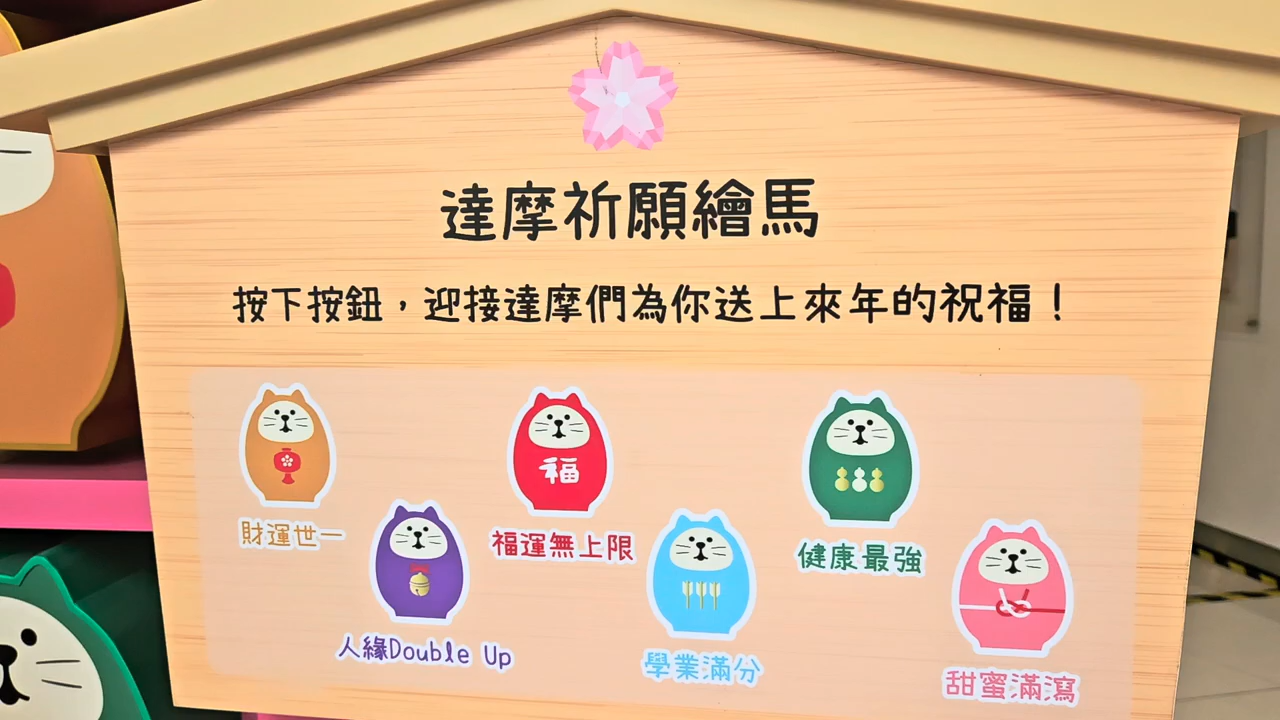 達摩祈願繪馬
按下按鈕，迎接達摩們為你送上來年的祝福！
福
財運世一
福運無上限
健康最強
人緣Double Up
學業滿分
甜蜜滿瀉